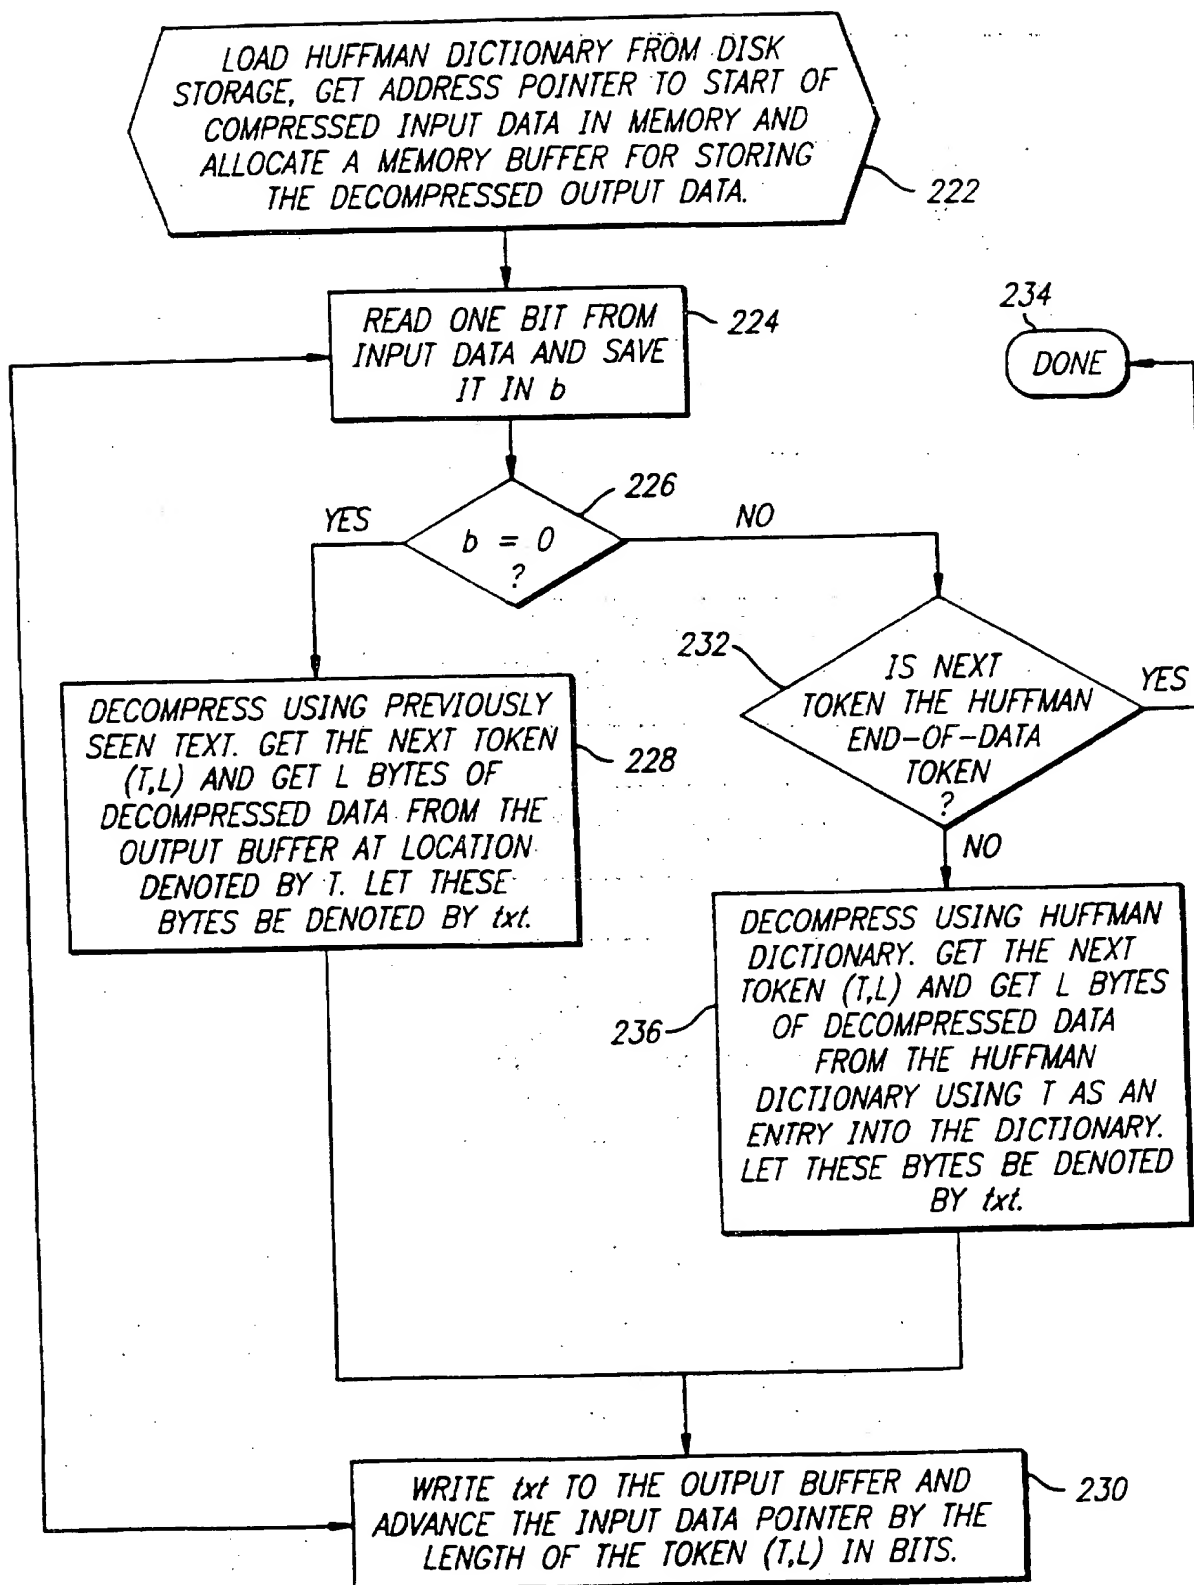 LOAD HUFFMAN DICTIONARY FROM DISK
STORAGE, GET ADDRESS POINTER TO START OF
COMPRESSED INPUT DATA IN MEMORY AND
ALLOCATE A MEMORY BUFFER FOR STORING
THE DECOMPRESSED OUTPUT DATA.
222
READ ONE BIT FROM
INPUT DATA AND SAVE
IT IN b
224
234
DONE
226
YES
b = 0
?
NO
232
IS NEXT
TOKEN THE HUFFMAN
END-OF-DATA
TOKEN
?
YES
NO
DECOMPRESS USING PREVIOUSLY
SEEN TEXT. GET THE NEXT TOKEN
(T,L) AND GET L BYTES OF
DECOMPRESSED DATA FROM THE
OUTPUT BUFFER AT LOCATION
DENOTED BY T. LET THESE
BYTES BE DENOTED BY txt.
228
DECOMPRESS USING HUFFMAN
DICTIONARY. GET THE NEXT
TOKEN (T,L) AND GET L BYTES
OF DECOMPRESSED DATA
FROM THE HUFFMAN
DICTIONARY USING T AS AN
ENTRY INTO THE DICTIONARY.
LET THESE BYTES BE DENOTED
BY txt.
236
WRITE txt TO THE OUTPUT BUFFER AND
ADVANCE THE INPUT DATA POINTER BY THE
LENGTH OF THE TOKEN (T,L) IN BITS.
230